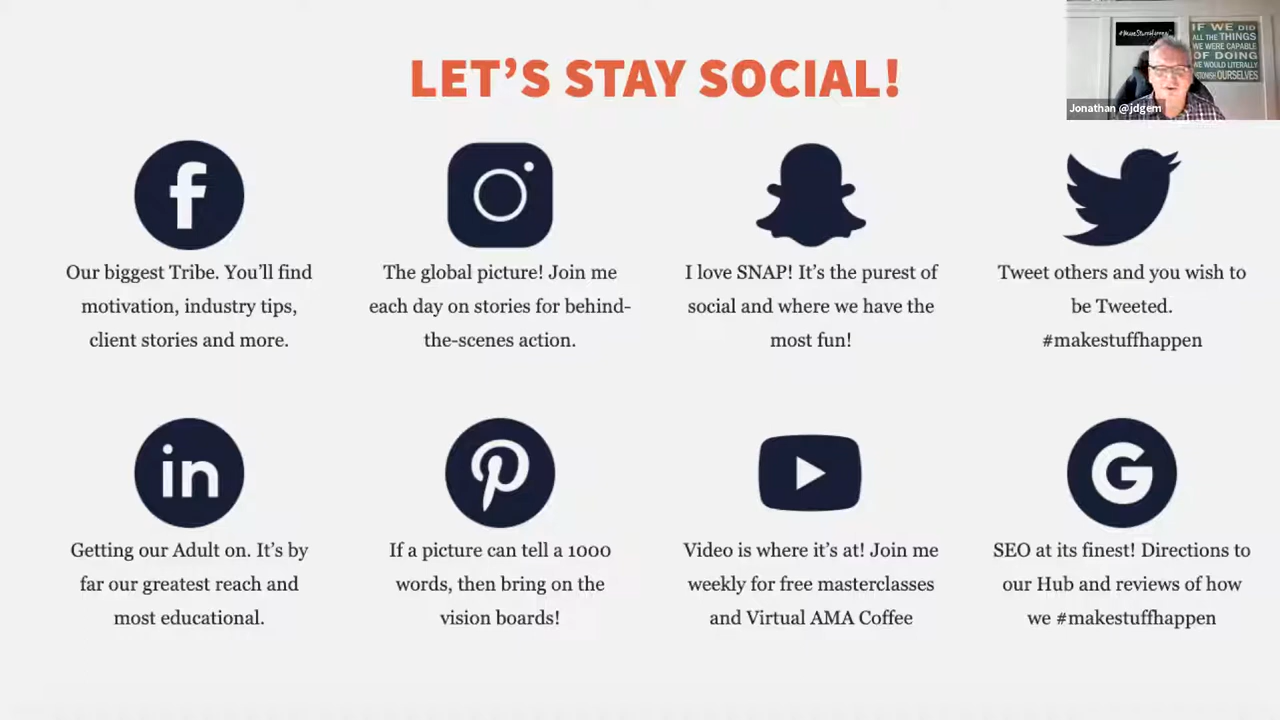 LET'S STAY SOCIAL!
#MakeStuffHappen
IF WE DID
ALL THE THINGS
WE WERE CAPABLE
OF DOING
WE WOULD LITERALLY
ASTONISH OURSELVES
Jonathan @jdgem
Our biggest Tribe. You'll find
motivation, industry tips,
client stories and more.
The global picture! Join me
each day on stories for behind-
the-scenes action.
I love SNAP! It's the purest of
social and where we have the
most fun!
Tweet others and you wish to
be Tweeted.
#makestuffhappen
in
Getting our Adult on. It's by
far our greatest reach and
most educational.
If a picture can tell a 1000
words, then bring on the
vision boards!
Video is where it's at! Join me
weekly for free masterclasses
and Virtual AMA Coffee
G
SEO at its finest! Directions to
our Hub and reviews of how
we #makestuffhappen